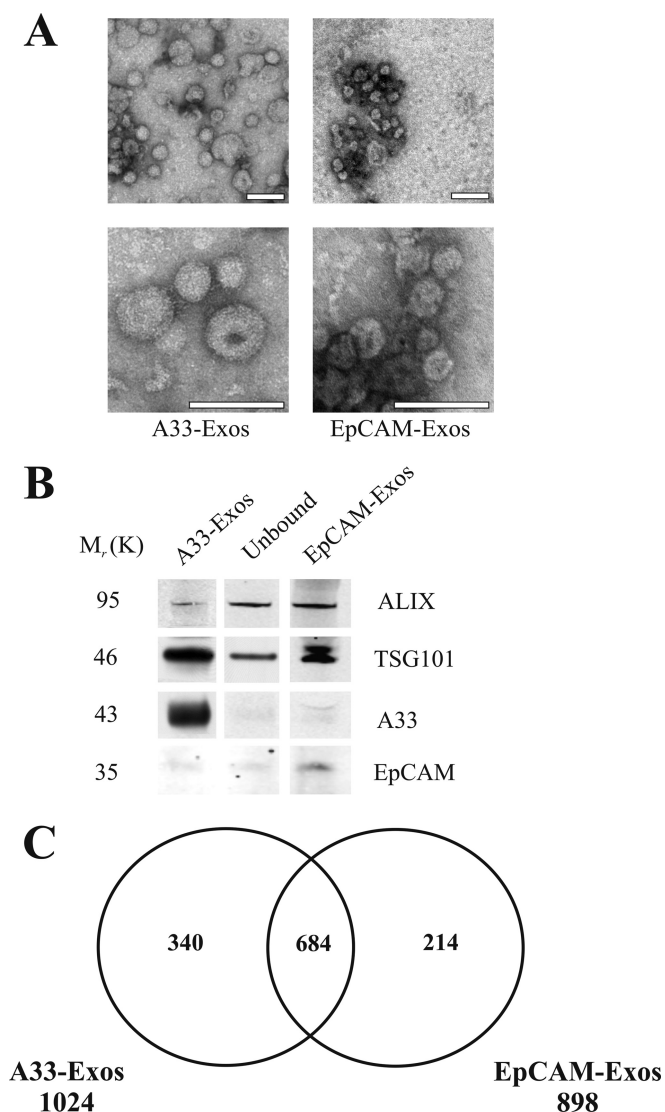 A
A33-Exos EpCAM-Exos
B
Mr (K) A33-Exos Unbound EpCAM-Exos
95 ALIX
46 TSG101
43 A33
35 EpCAM
C
340 684 214
A33-Exos EpCAM-Exos
1024 898